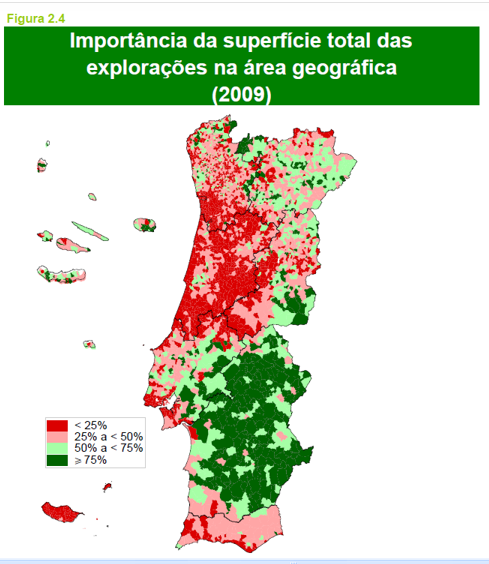 Figura 2.4
Importância da superfície total das
explorações na área geográfica
(2009)
< 25%
25% a < 50%
50% a < 75%
⩾ 75%